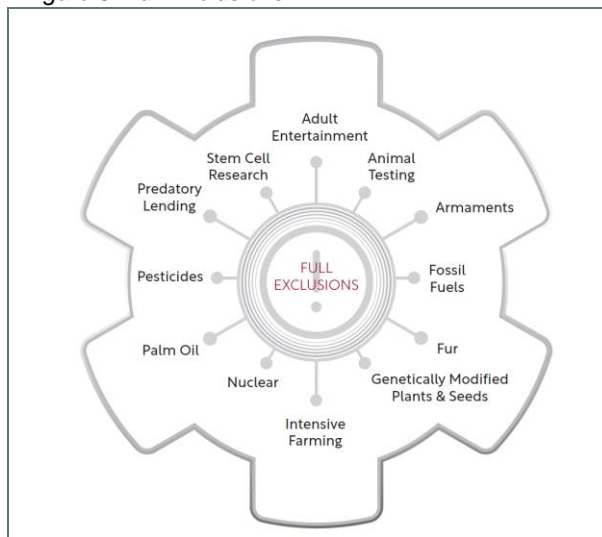 Adult
Entertainment
Stem Cell
Research
Animal
Testing
Predatory
Lending
Armaments
Pesticides
FULL
EXCLUSIONS
Fossil
Fuels
Palm Oil
Fur
Nuclear
Genetically Modified
Plants & Seeds
Intensive
Farming